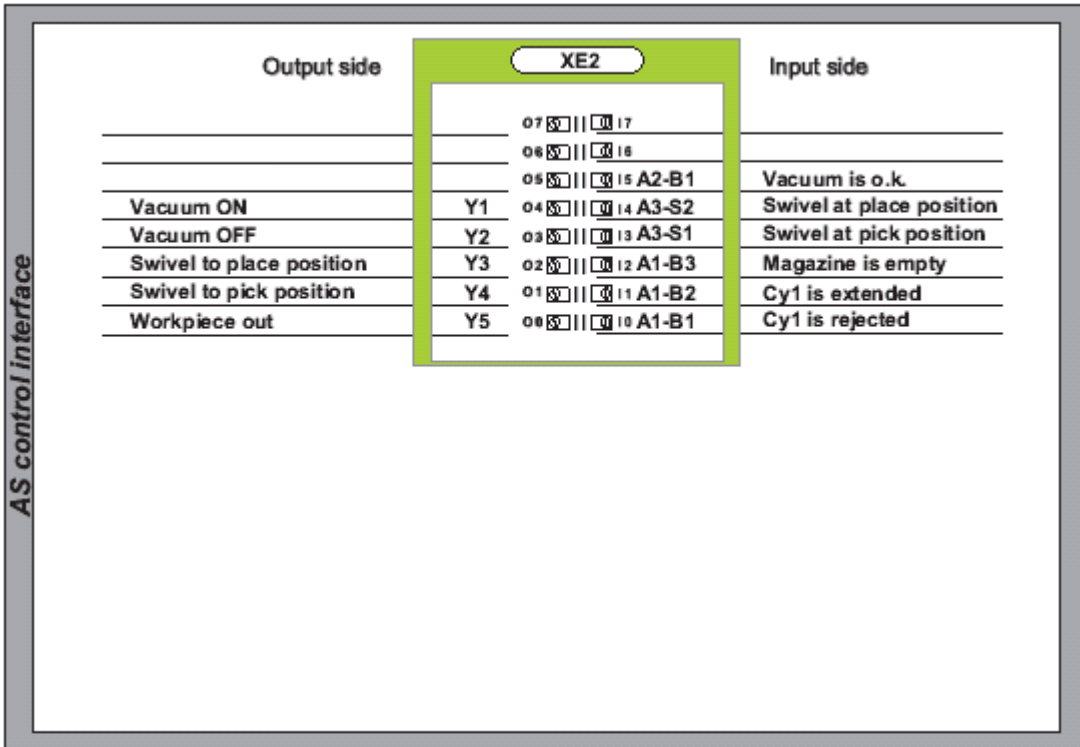 Output side XE2 Input side
O7 I7
O6 I6
O5 I5 A2-B1 Vacuum is o.k.
Vacuum ON Y1 O4 I4 A3-S2 Swivel at place position
Vacuum OFF Y2 O3 I3 A3-S1 Swivel at pick position
Swivel to place position Y3 O2 I2 A1-B3 Magazine is empty
Swivel to pick position Y4 O1 I1 A1-B2 Cy1 is extended
Workpiece out Y5 O0 I0 A1-B1 Cy1 is rejected
AS control interface